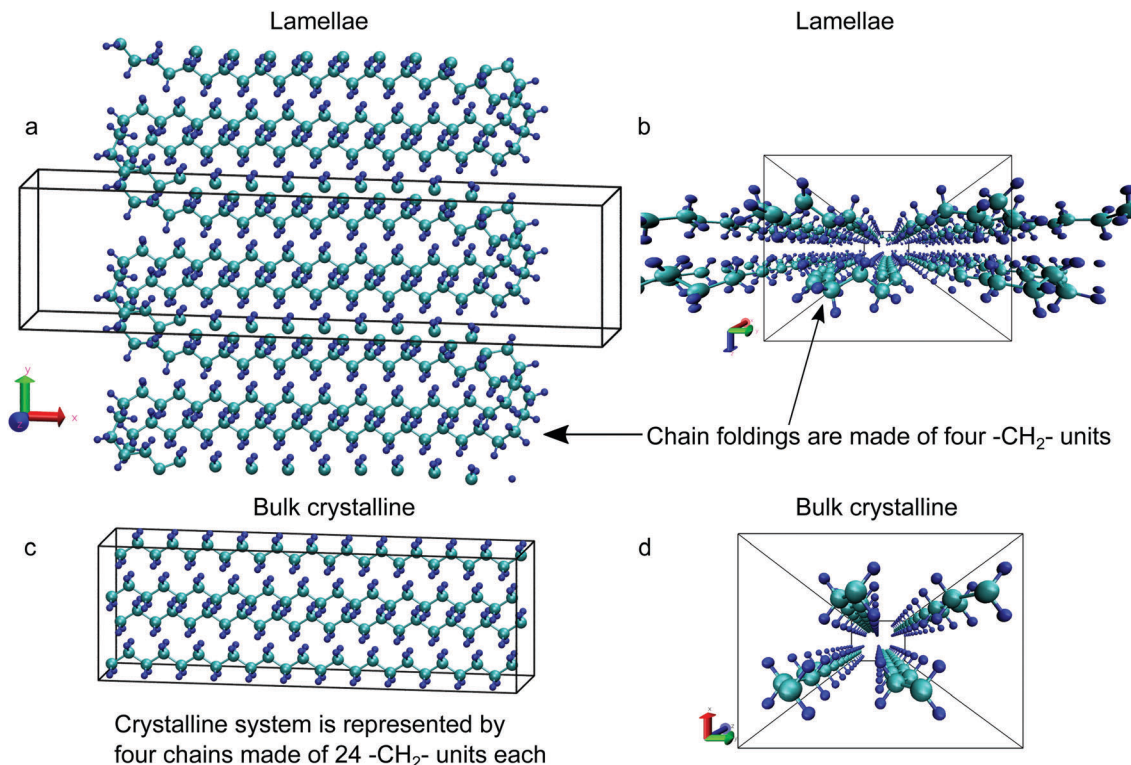 Lamellae
Lamellae
a
b
y
x
z
x
y
z
Chain foldings are made of four -CH₂- units
Bulk crystalline
Bulk crystalline
c
d
x
z
y
Crystalline system is represented by
four chains made of 24 -CH₂- units each